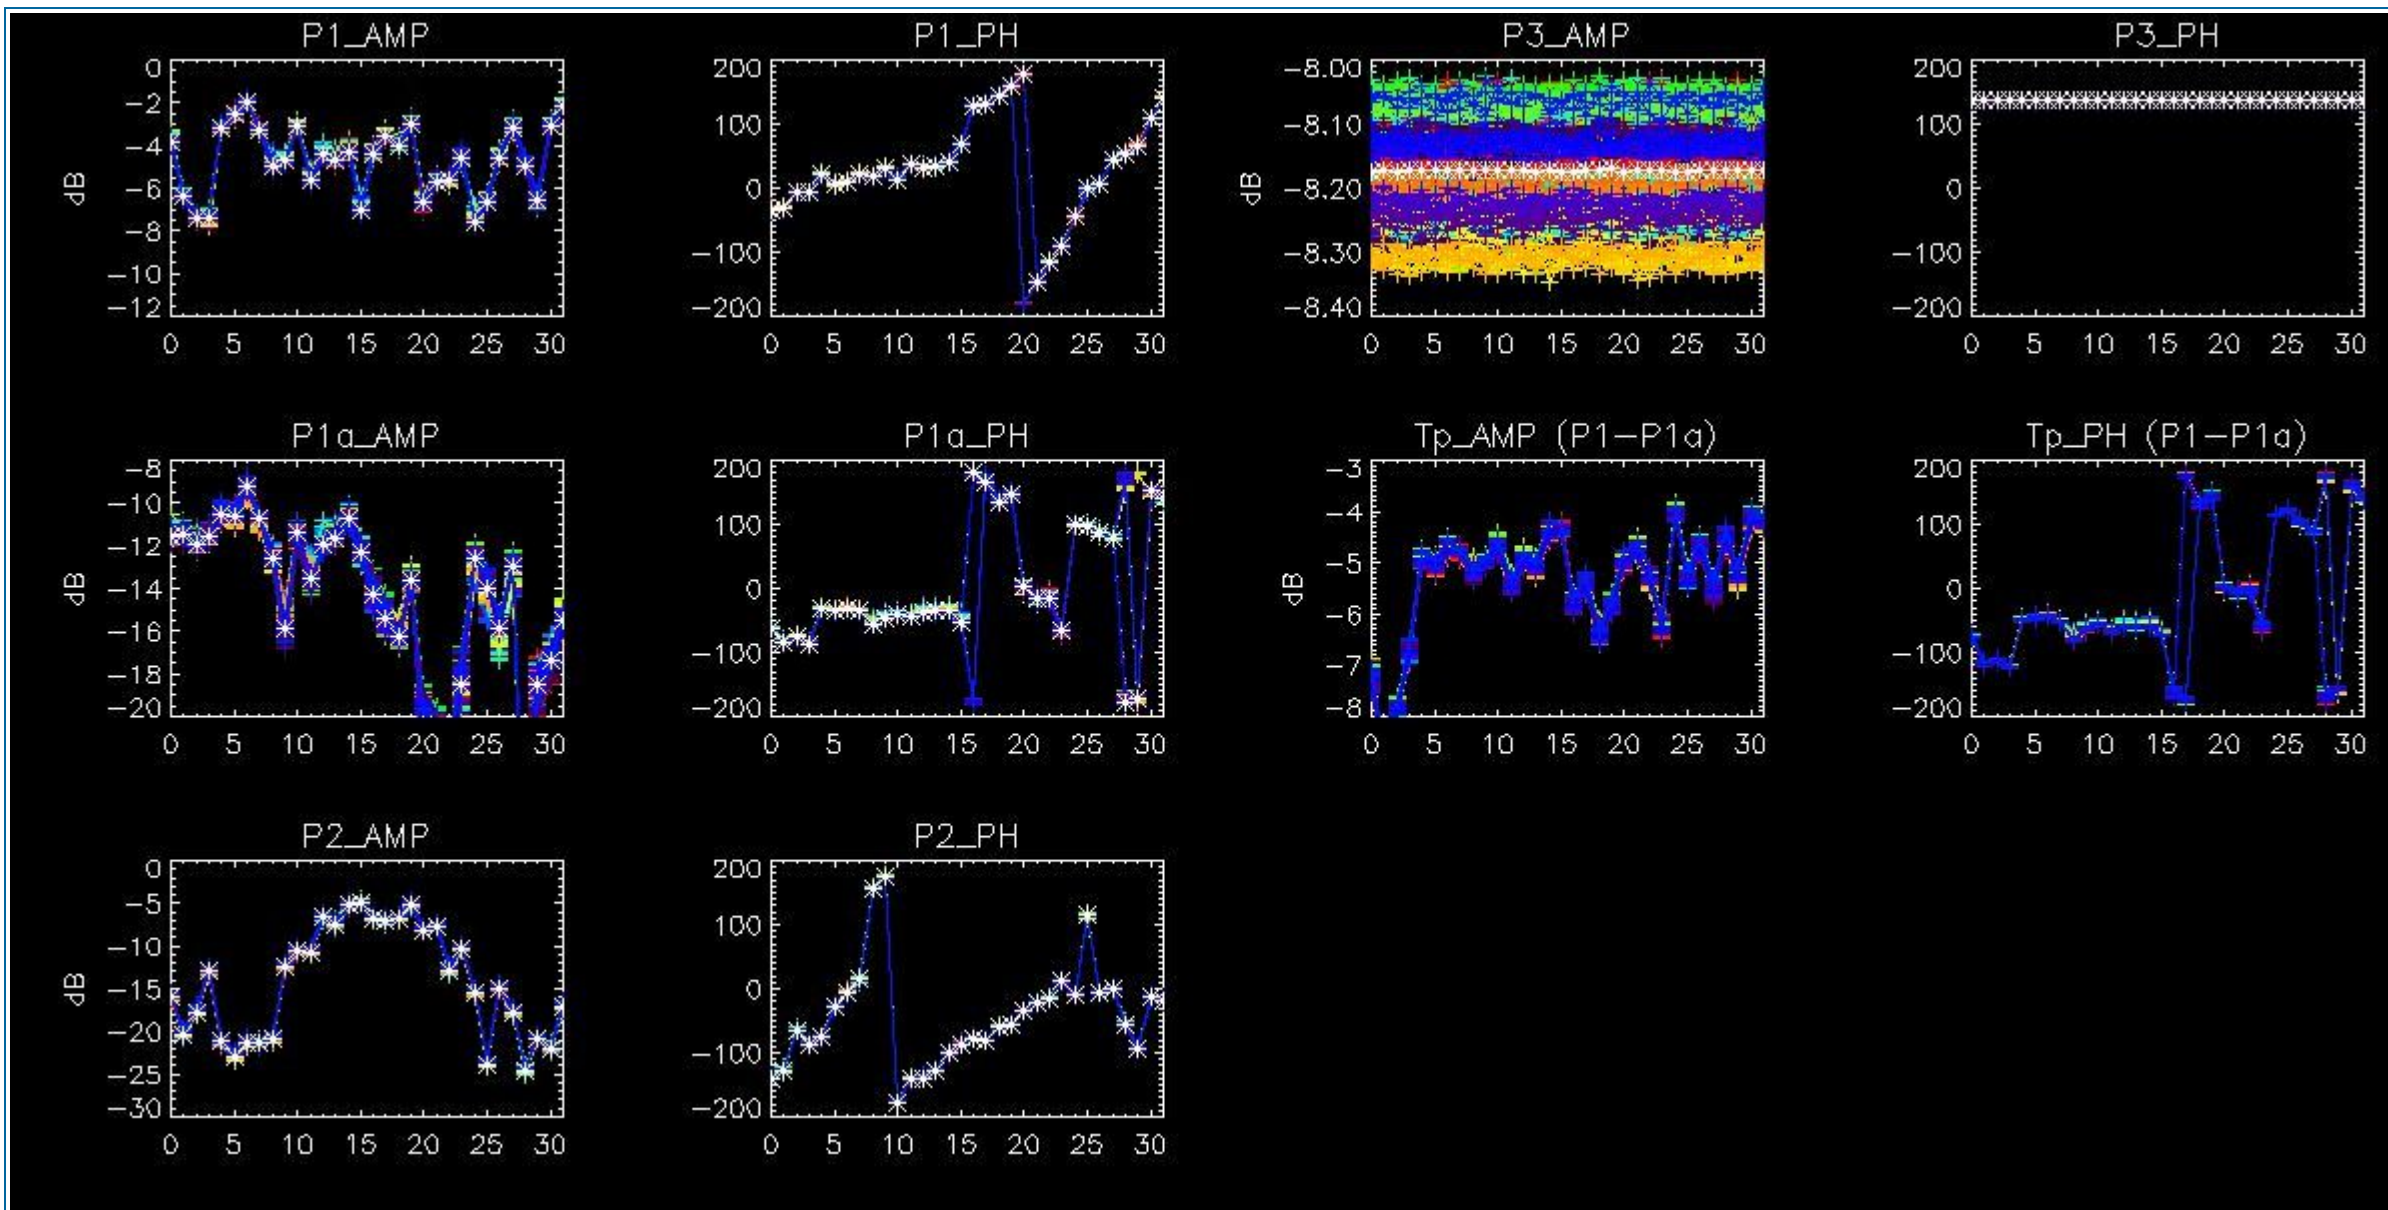 P1_AMP P1_PH P3_AMP P3_PH
0 200 -8.00 200
-2 100 -8.10 100
-4 0 -8.20 0
-6 -100 -8.30 -100
-8 -200 -8.40 -200
-10
-12
dB dB
0 5 10 15 20 25 30 0 5 10 15 20 25 30 0 5 10 15 20 25 30 0 5 10 15 20 25 30
P1a_AMP P1a_PH Tp_AMP (P1-P1a) Tp_PH (P1-P1a)
-8 200 -3 200
-10 100 -4 100
-12 0 -5 0
-14 -100 -6 -100
-16 -200 -7 -200
-18 -8
-20
dB dB
0 5 10 15 20 25 30 0 5 10 15 20 25 30 0 5 10 15 20 25 30 0 5 10 15 20 25 30
P2_AMP P2_PH
0 200
-5 100
-10 0
-15 -100
-20 -200
-25
-30
dB
0 5 10 15 20 25 30 0 5 10 15 20 25 30